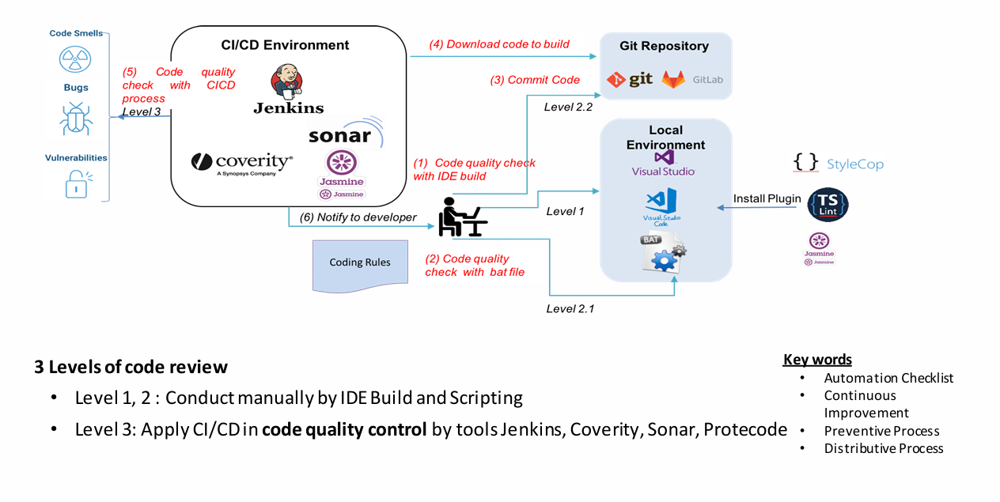 Code Smells
Bugs
Vulnerabilities
(5) Code quality
check with CICD
process
Level 3
CI/CD Environment
Jenkins
sonar
coverity®
A Synopsys Company
Jasmine
Jasmine
(4) Download code to build
(3) Commit Code
Level 2.2
Git Repository
git
GitLab
(1) Code quality check
with IDE build
Level 1
(6) Notify to developer
Coding Rules
(2) Code quality
check with bat file
Level 2.1
Local
Environment
Visual Studio
Visual Studio
Code
BAT
Install Plugin
{ } StyleCop
{TS}
Lint
Jasmine
Jasmine
3 Levels of code review
• Level 1, 2 : Conduct manually by IDE Build and Scripting
• Level 3: Apply CI/CD in code quality control by tools Jenkins, Coverity, Sonar, Protecode
Key words
• Automation Checklist
• Continuous
Improvement
• Preventive Process
• Distributive Process